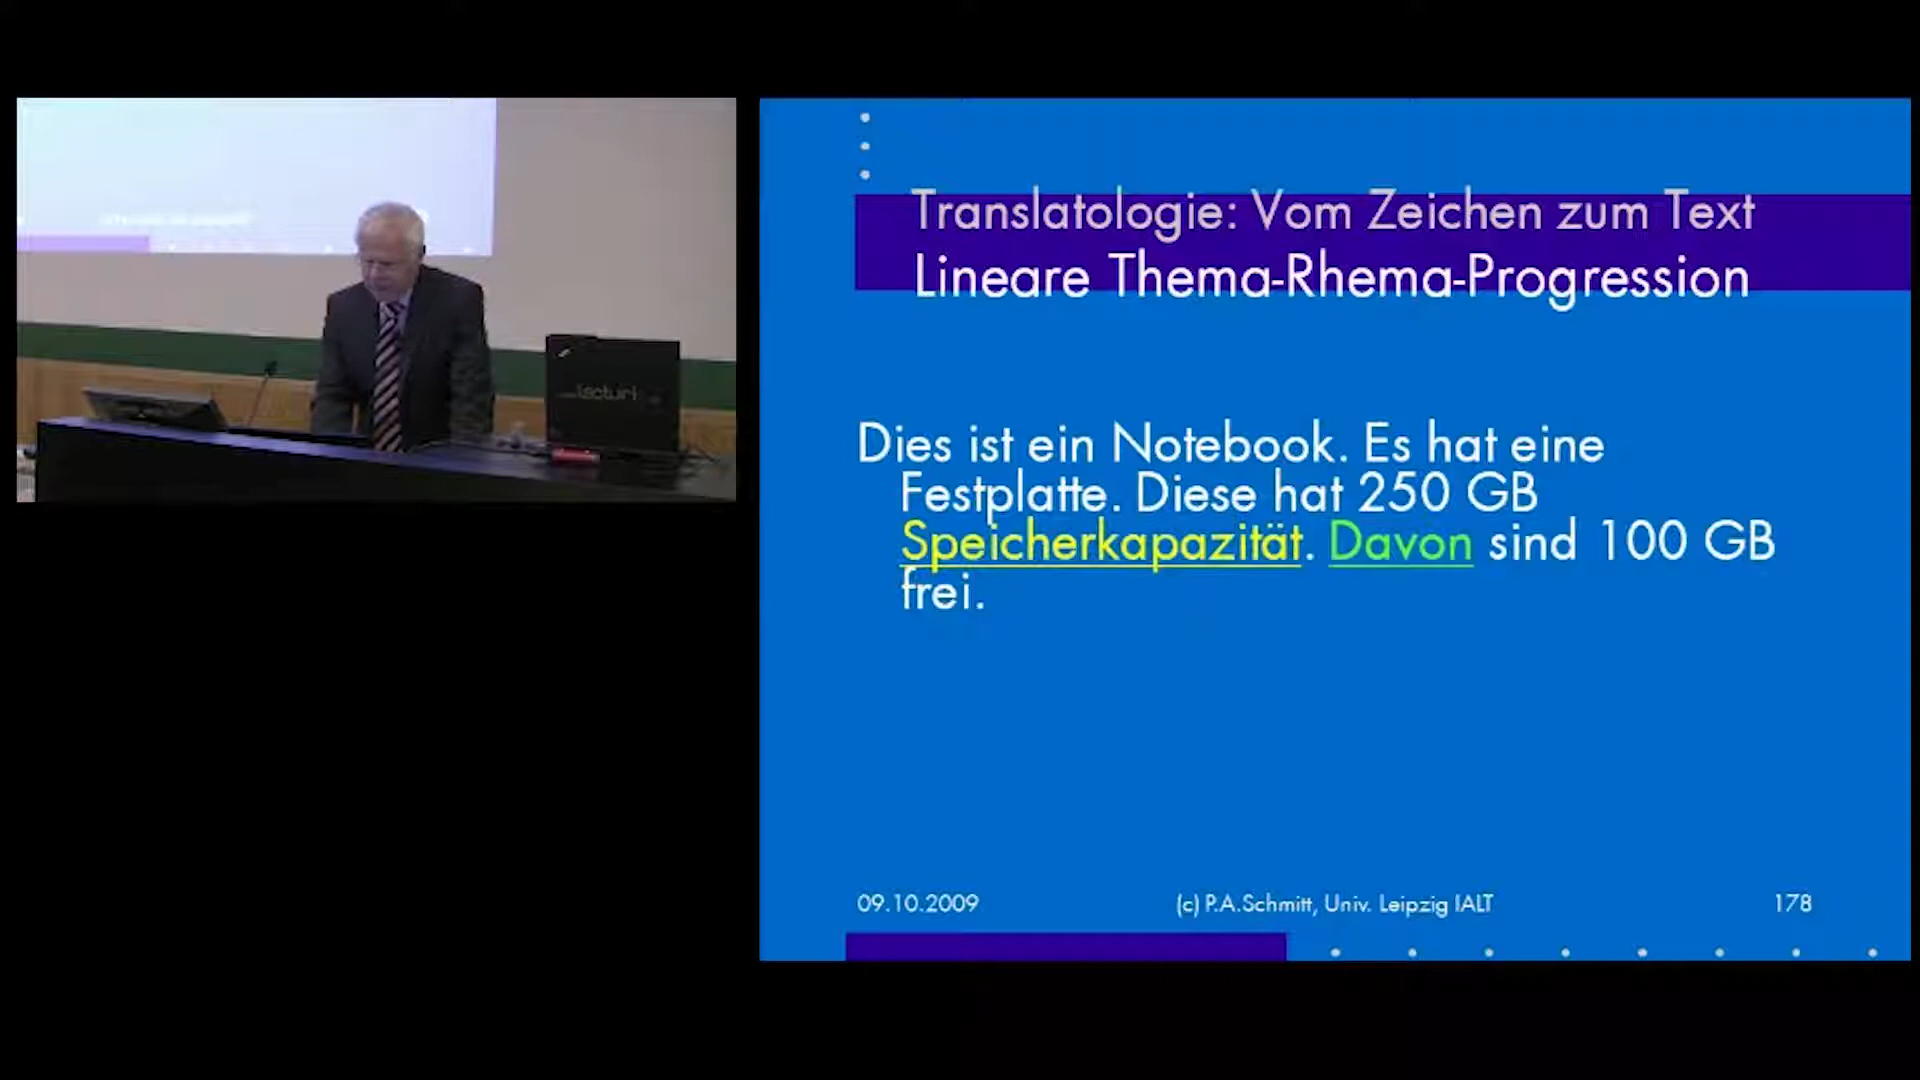 Translatologie: Vom Zeichen zum Text
Lineare Thema-Rhema-Progression
Dies ist ein Notebook. Es hat eine
Festplatte. Diese hat 250 GB
Speicherkapazität. Davon sind 100 GB
frei.
09.10.2009
(c) P.A.Schmitt, Univ. Leipzig IALT
178